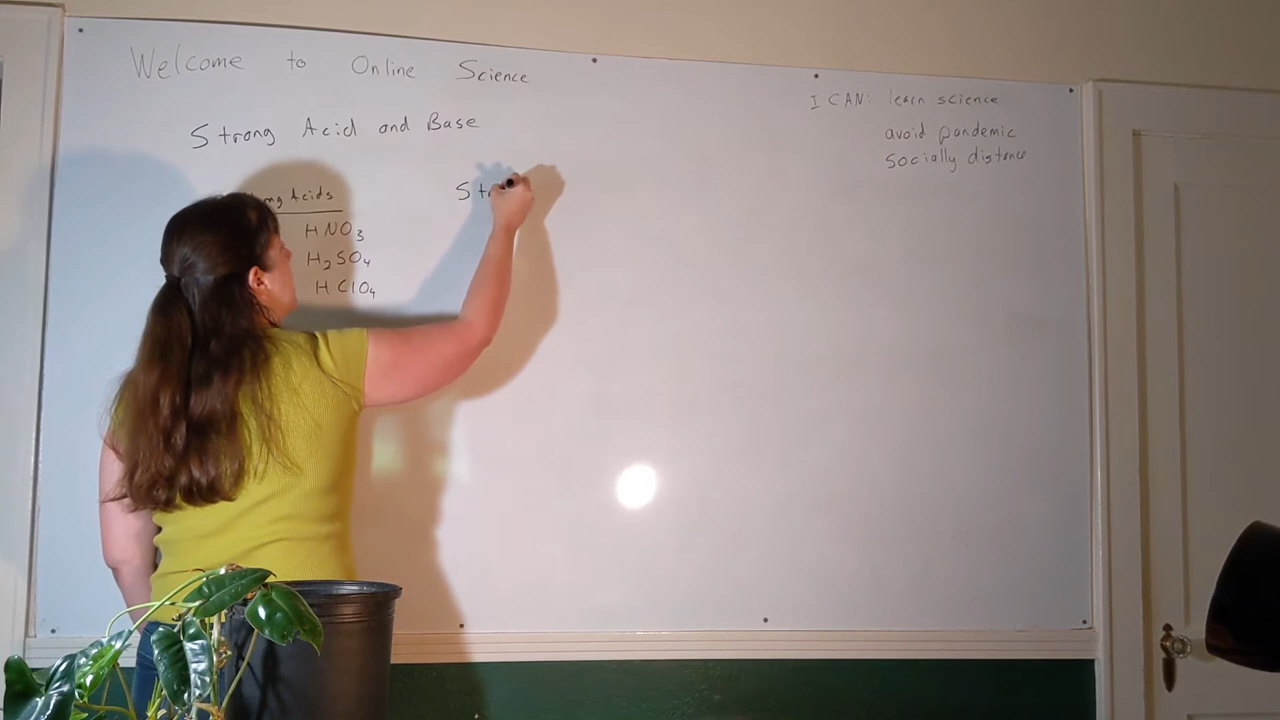 Welcome to Online Science
Strong Acid and Base
Acids
HNO3
H2SO4
HClO4
I CAN: learn science
avoid pandemic
socially distance